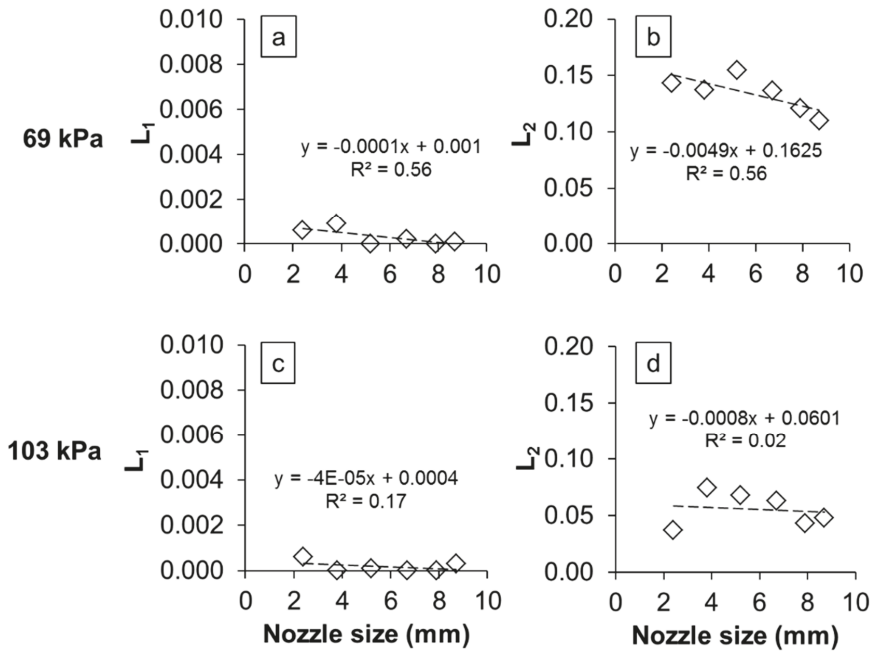 69 kPa
a
L1
0.010
0.008
0.006
0.004
0.002
0.000
y = -0.0001x + 0.001
R² = 0.56
0 2 4 6 8 10
b
L2
0.20
0.15
0.10
0.05
0.00
y = -0.0049x + 0.1625
R² = 0.56
0 2 4 6 8 10
103 kPa
c
L1
0.010
0.008
0.006
0.004
0.002
0.000
y = -4E-05x + 0.0004
R² = 0.17
0 2 4 6 8 10
Nozzle size (mm)
d
L2
0.20
0.15
0.10
0.05
0.00
y = -0.0008x + 0.0601
R² = 0.02
0 2 4 6 8 10
Nozzle size (mm)